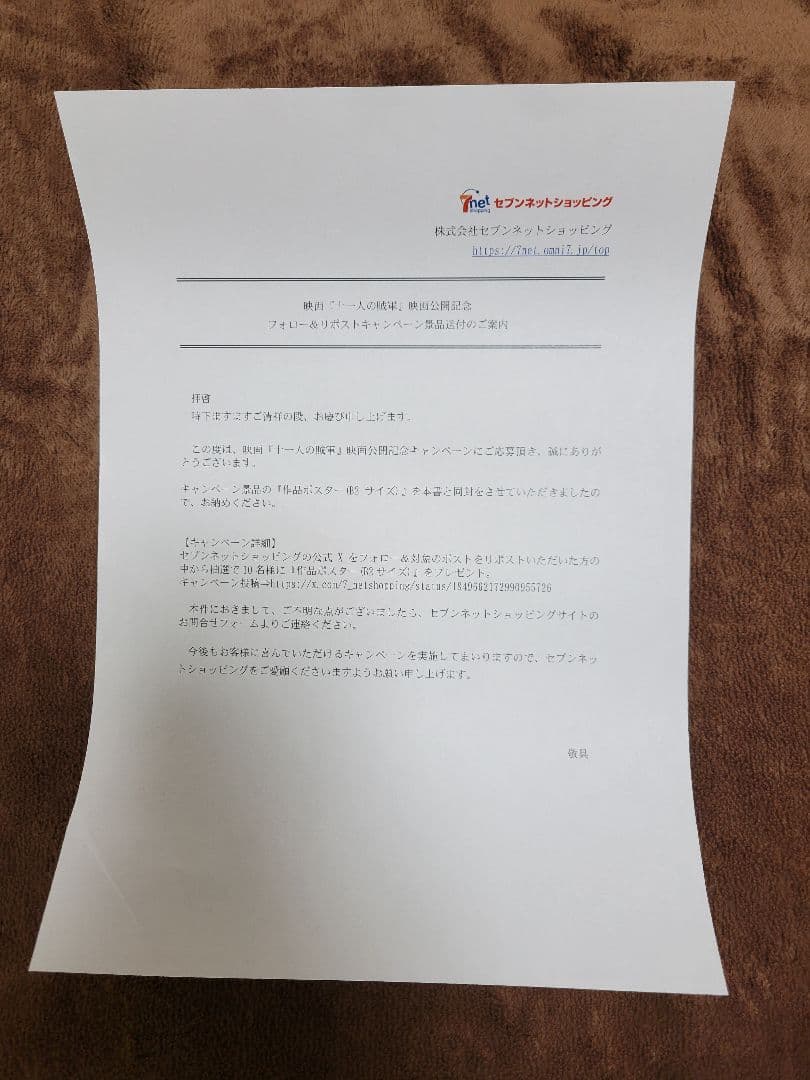 7net shopping セブンネットショッピング
株式会社セブンネットショッピング
https://7net.omni7.jp/top
映画『十一人の賊軍』映画公開記念
フォロー＆リポストキャンペーン景品送付のご案内
拝啓
時下ますますご清祥の段、お慶び申し上げます。
この度は、映画『十一人の賊軍』映画公開記念キャンペーンにご応募頂き、誠にありが
とうございます。
キャンペーン景品の『作品ポスター(B2 サイズ)』を本書と同封をさせていただきましたの
で、お納めください。
【キャンペーン詳細】
セブンネットショッピングの公式 X をフォロー＆対象のポストをリポストいただいた方の
中から抽選で 10 名様に『作品ポスター(B2 サイズ)』をプレゼント。
キャンペーン投稿⇒https://x.com/7_netshopping/status/1849662172990955726
本件におきまして、ご不明な点がございましたら、セブンネットショッピングサイトの
お問合せフォームよりご連絡ください。
今後もお客様に喜んでいただけるキャンペーンを実施してまいりますので、セブンネッ
トショッピングをご愛顧くださいますようお願い申し上げます。
敬具